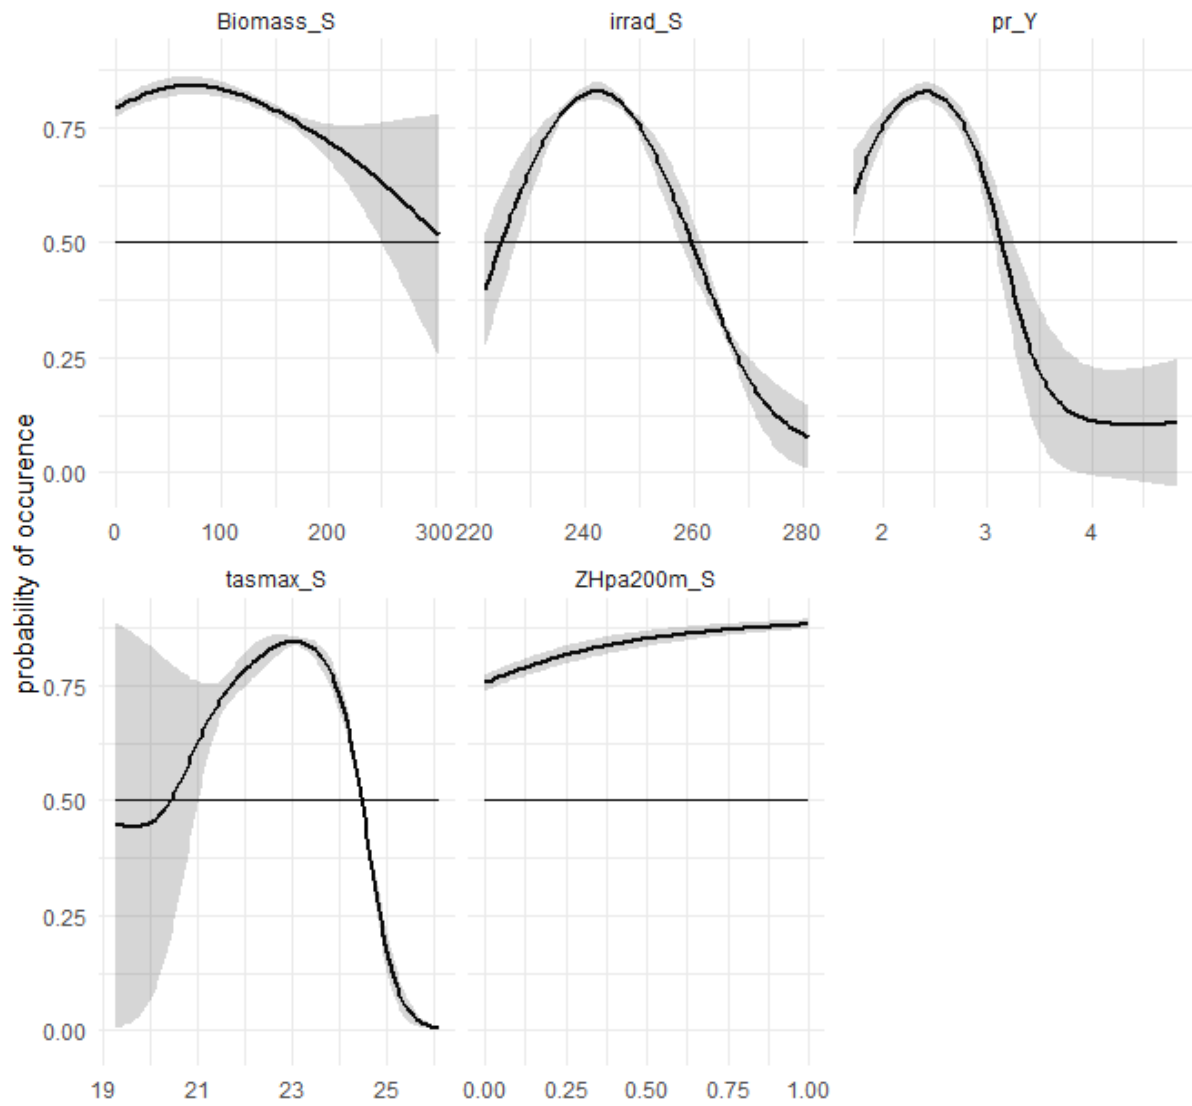 Biomass_S irrad_S pr_Y
0.75
0.50
0.25
0.00
0 100 200 300 220 240 260 280 2 3 4
probability of occurence
tasmax_S ZHpa200m_S
0.75
0.50
0.25
0.00
19 21 23 25 0.00 0.25 0.50 0.75 1.00